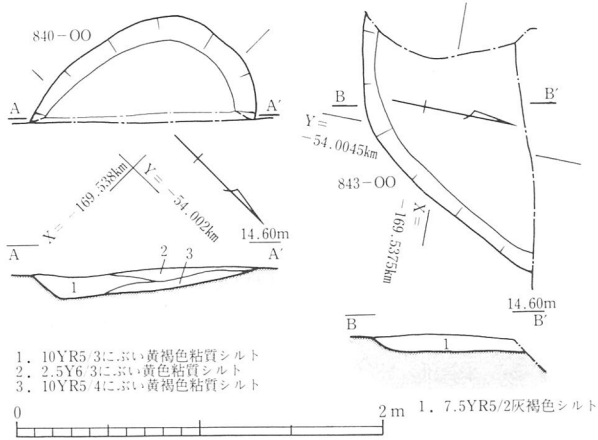 840-OO
A
A'
X = -169.538km
Y = -54.002km
A
14.60m
A'
1
2
3
1. 10YR5/3にぶい黄褐色粘質シルト
2. 2.5Y6/3にぶい黄色粘質シルト
3. 10YR5/4にぶい黄褐色粘質シルト
0
2m
B
B'
Y = -54.0045km
843-OO
X = -169.5375km
14.60m
B
B'
1
1. 7.5YR5/2灰褐色シルト